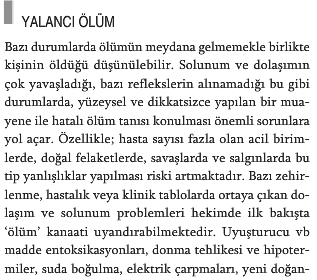 YALANCI ÖLÜM
Bazı durumlarda ölümün meydana gelmemekle birlikte
kişinin öldüğü düşünülebilir. Solunum ve dolaşımın
çok yavaşladığı, bazı reflekslerin alınamadığı bu gibi
durumlarda, yüzeysel ve dikkatsizce yapılan bir mua-
yene ile hatalı ölüm tanısı konulması önemli sorunlara
yol açar. Özellikle; hasta sayısı fazla olan acil birim-
lerde, doğal felaketlerde, savaşlarda ve salgınlarda bu
tip yanlışlıklar yapılması riski artmaktadır. Bazı zehir-
lenme, hastalık veya klinik tablolarda ortaya çıkan do-
laşım ve solunum problemleri hekimde ilk bakışta
‘ölüm’ kanaati uyandırabilmektedir. Uyuşturucu vb
madde entoksikasyonları, donma tehlikesi ve hipoter-
miler, suda boğulma, elektrik çarpmaları, yeni doğan-